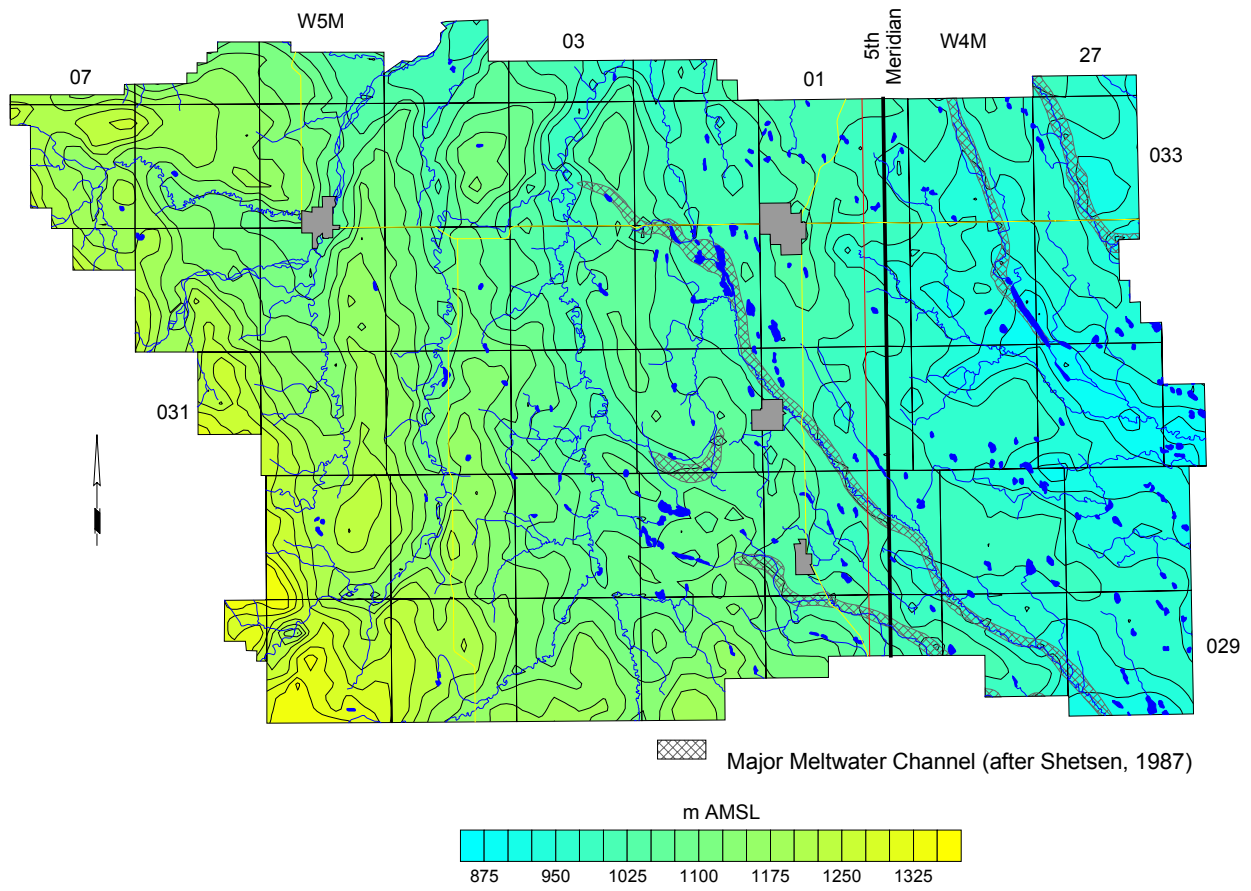 W5M
03
5th
Meridian
W4M
07
01
27
033
031
029
Major Meltwater Channel (after Shetsen, 1987)
m AMSL
875 950 1025 1100 1175 1250 1325